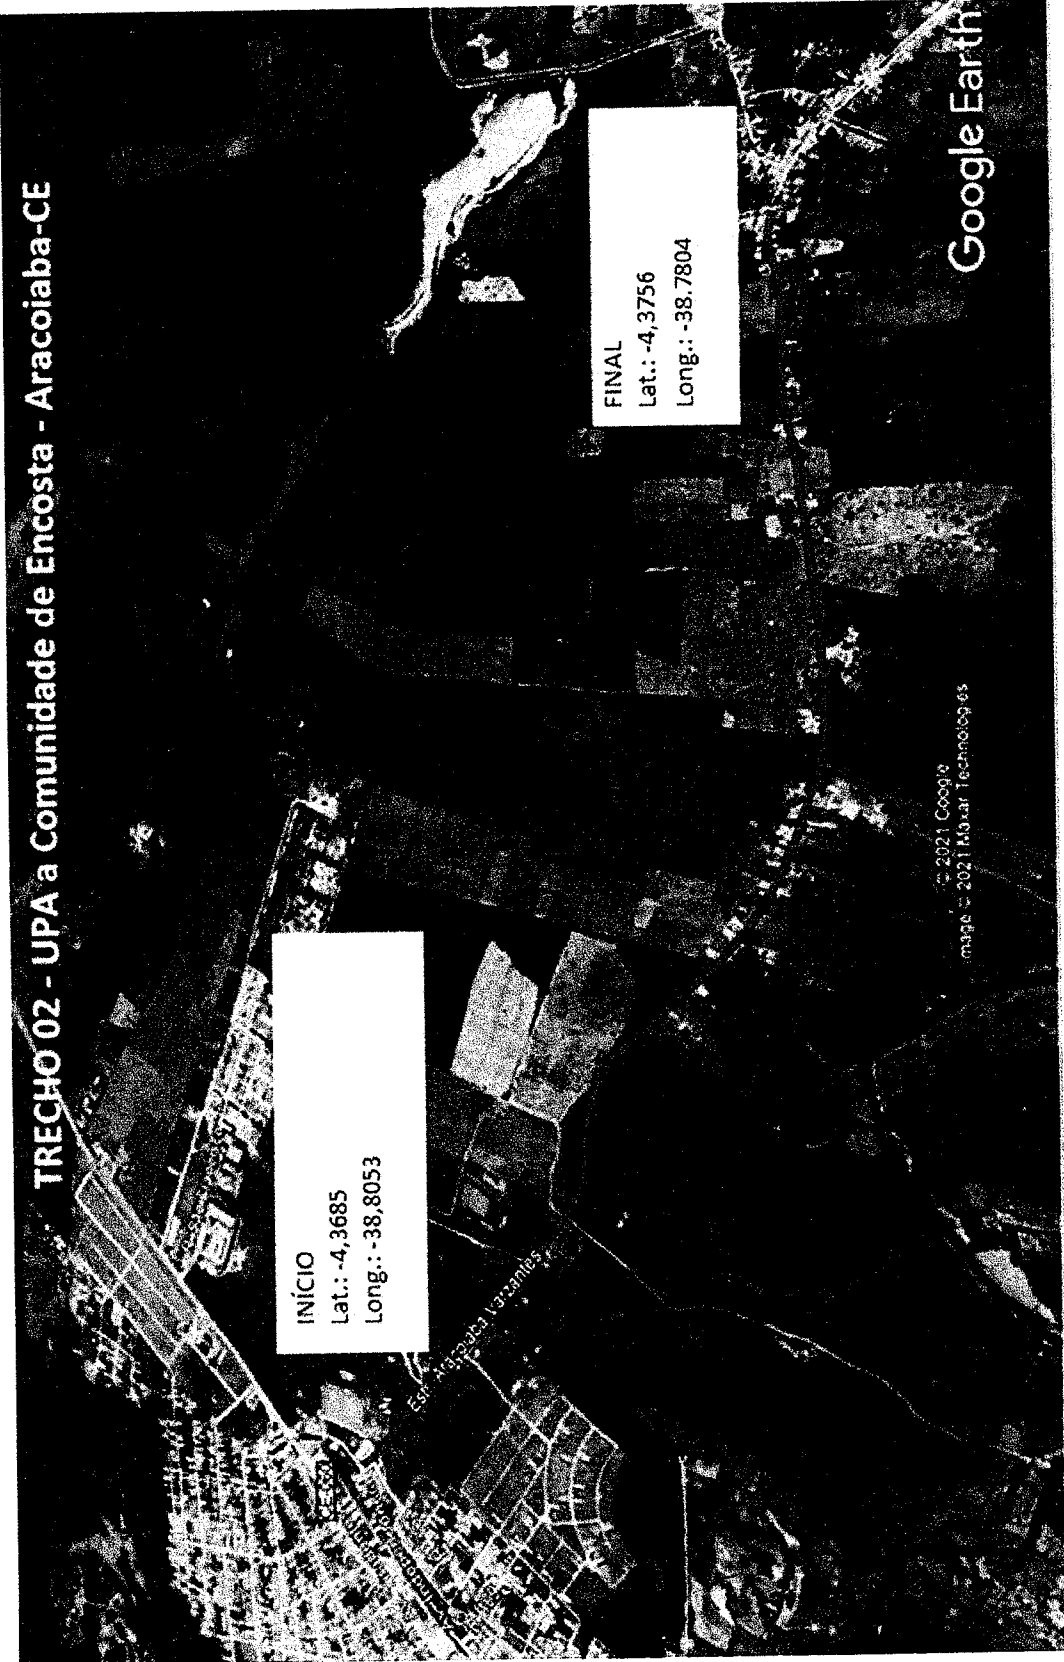 TRECHO 02 - UPA a Comunidade de Encosta - Aracoiaba-CE
INÍCIO
Lat.: -4,3685
Long.: -38,8053
FINAL
Lat.: -4,3756
Long.: -38.7804
© 2021 Google
Image © 2021 Maxar Technologies
Google Earth